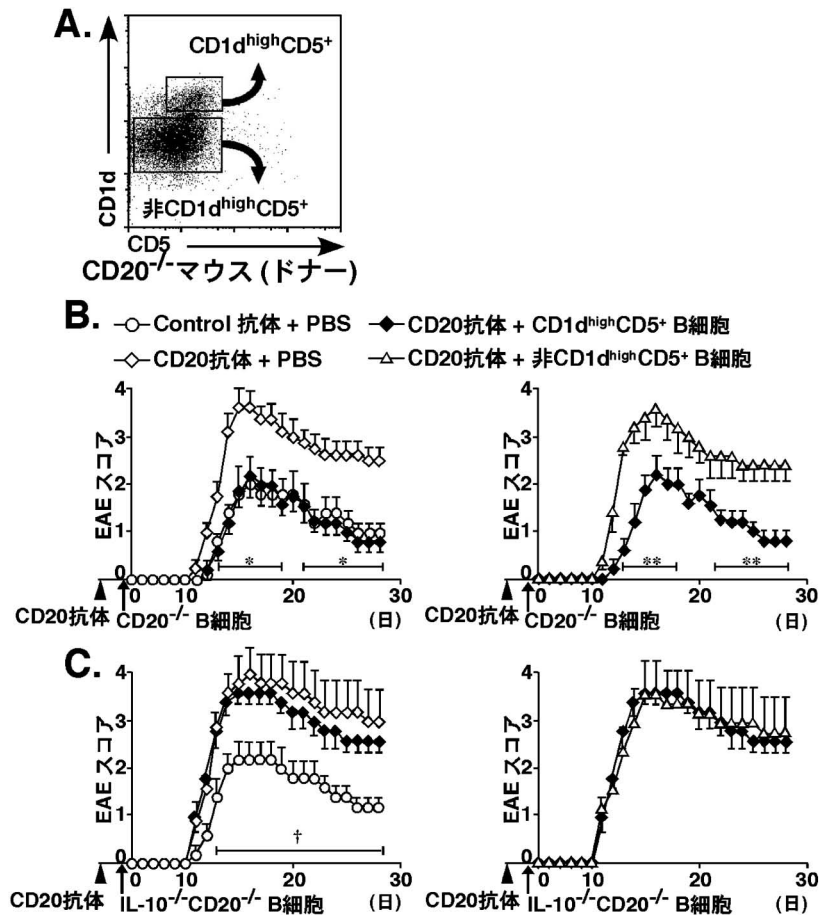 A.
CD1d^high CD5⁺
CD1d
非CD1d^high CD5⁺
CD5
CD20⁻/⁻マウス (ドナー)
B.
Control 抗体 + PBS
CD20抗体 + CD1d^high CD5⁺ B細胞
CD20抗体 + PBS
CD20抗体 + 非CD1d^high CD5⁺ B細胞
EAE スコア
4
3
2
1
0
* *
0 10 20 30
CD20抗体 CD20⁻/⁻ B細胞 (日)
EAE スコア
4
3
2
1
0
** **
0 10 20 30
CD20抗体 CD20⁻/⁻ B細胞 (日)
C.
EAE スコア
4
3
2
1
0
†
0 10 20 30
CD20抗体 IL-10⁻/⁻CD20⁻/⁻ B細胞 (日)
EAE スコア
4
3
2
1
0
0 10 20 30
CD20抗体 IL-10⁻/⁻CD20⁻/⁻ B細胞 (日)